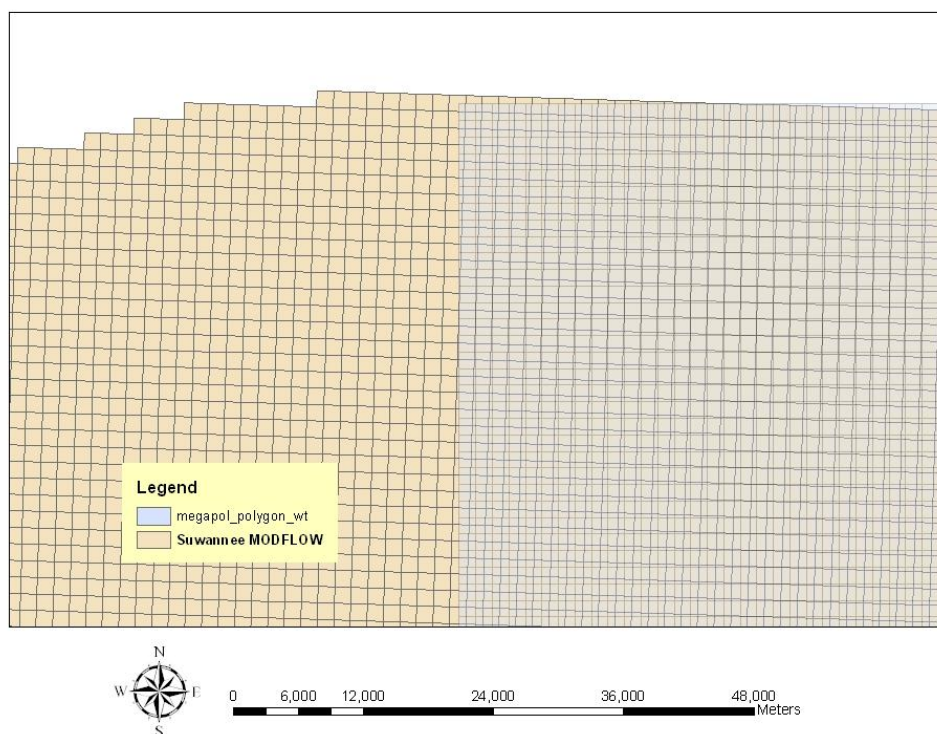 Legend
megapol_polygon_wt
Suwannee MODFLOW
N
W E
S
0 6,000 12,000 24,000 36,000 48,000
Meters